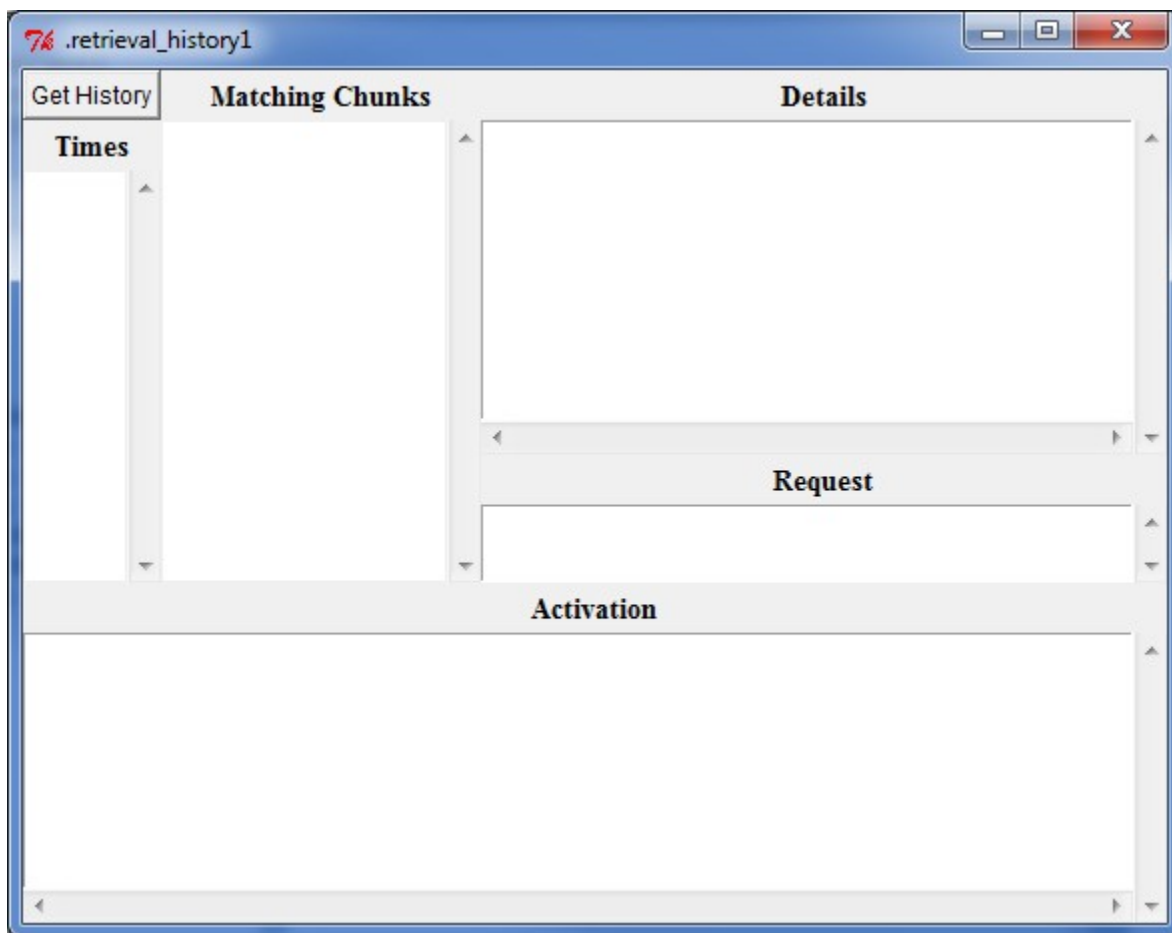 .retrieval_history1
Get History
Matching Chunks
Details
Times
Request
Activation